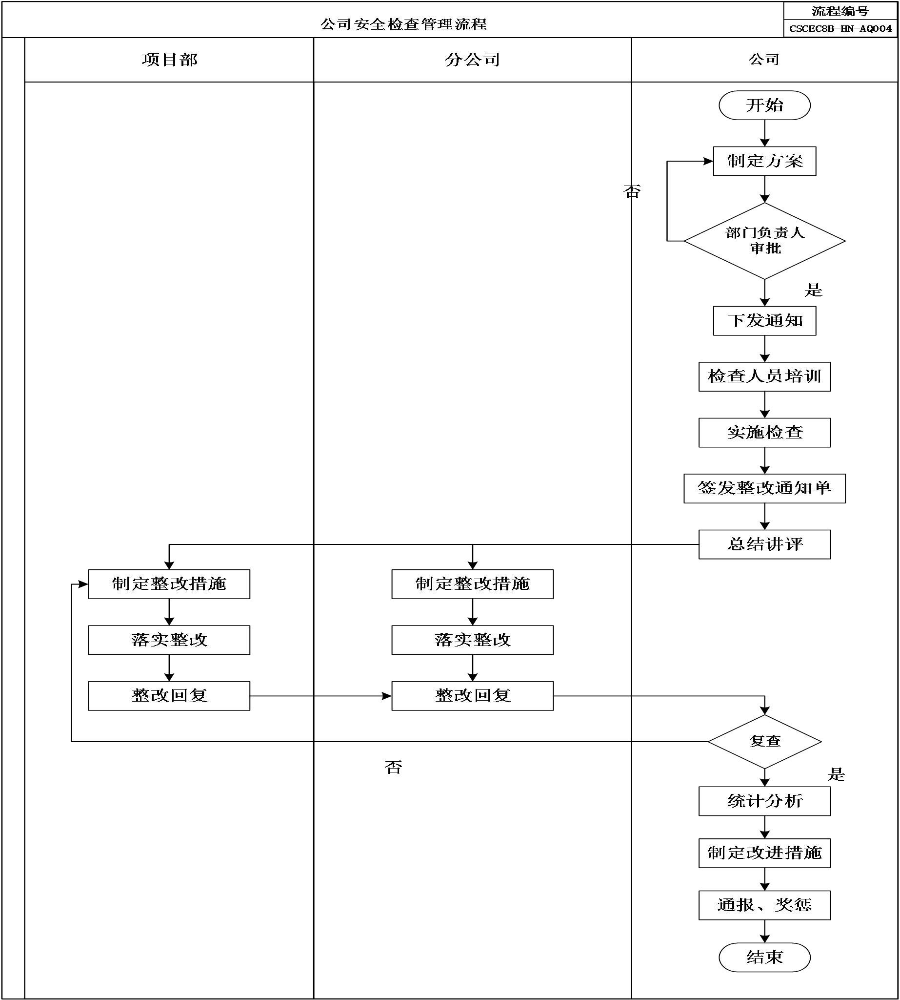 公司安全检查管理流程
流程编号
CSCEC8B-HN-AQ004
项目部
分公司
公司
开始
制定方案
否
部门负责人
审批
是
下发通知
检查人员培训
实施检查
签发整改通知单
总结讲评
制定整改措施
制定整改措施
落实整改
落实整改
整改回复
整改回复
复查
否
是
统计分析
制定改进措施
通报、奖惩
结束